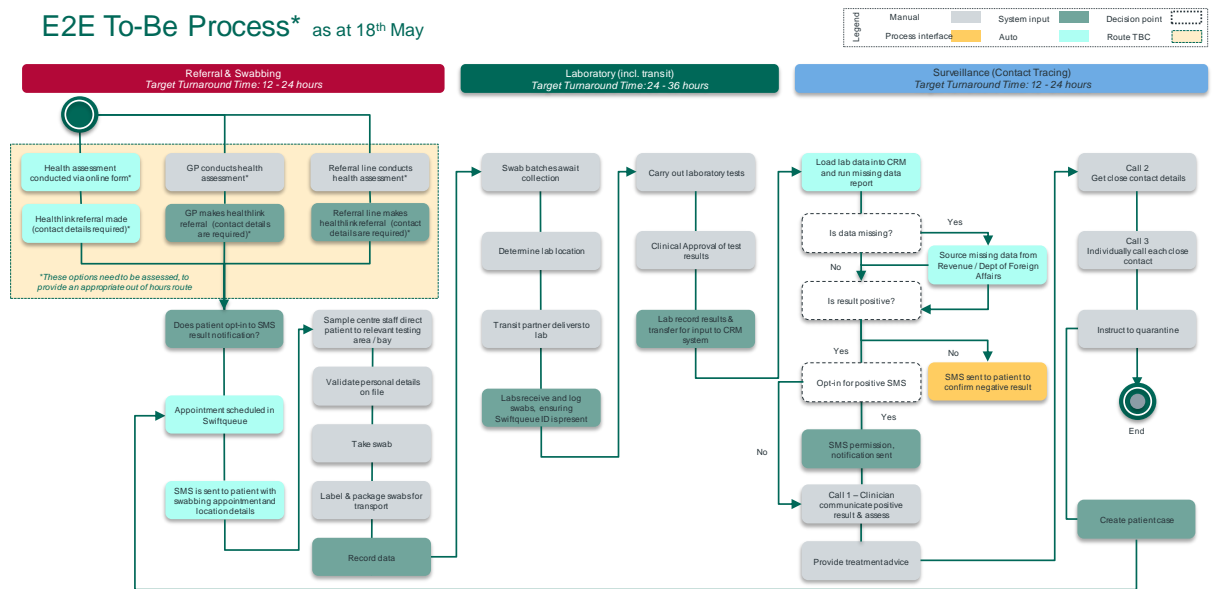 E2E To-Be Process* as at 18th May
Legend
Manual
System input
Decision point
Process interface
Auto
Route TBC
Referral & Swabbing
Target Turnaround Time: 12 - 24 hours
Laboratory (incl. transit)
Target Turnaround Time: 24 - 36 hours
Surveillance (Contact Tracing)
Target Turnaround Time: 12 - 24 hours
Health assessment
conducted via online form*
GP conducts health
assessment*
Referral line conducts
health assessment*
Healthlink referral made
(contact details required)*
GP makes healthlink
referral (contact details
are required)*
Referral line makes
healthlink referral (contact
details are required)*
*These options need to be assessed, to
provide an appropriate out of hours route
Does patient opt-in to SMS
result notification?
Appointment scheduled in
Swiftqueue
SMS is sent to patient with
swabbing appointment and
location details
Sample centre staff direct
patient to relevant testing
area / bay
Validate personal details
on file
Take swab
Label & package swabs for
transport
Record data
Swab batches await
collection
Determine lab location
Transit partner delivers to
lab
Labs receive and log
swabs, ensuring
Swiftqueue ID is present
Carry out laboratory tests
Clinical Approval of test
results
Lab record results &
transfer for input to CRM
system
Load lab data into CRM
and run missing data
report
Is data missing?
Yes
No
Source missing data from
Revenue / Dept of Foreign
Affairs
Is result positive?
Yes
No
Opt-in for positive SMS
SMS sent to patient to
confirm negative result
Yes
No
SMS permission,
notification sent
Call 1 – Clinician
communicate positive
result & assess
Provide treatment advice
Call 2
Get close contact details
Call 3
Individually call each close
contact
Instruct to quarantine
End
Create patient case